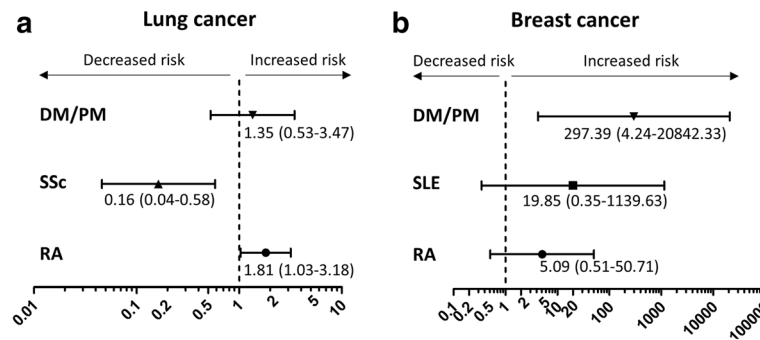 a Lung cancer
Decreased risk Increased risk
DM/PM
1.35 (0.53-3.47)
SSc
0.16 (0.04-0.58)
RA
1.81 (1.03-3.18)
0.01 0.1 0.2 0.5 1 2 5 10
b Breast cancer
Decreased risk Increased risk
DM/PM
297.39 (4.24-20842.33)
SLE
19.85 (0.35-1139.63)
RA
5.09 (0.51-50.71)
0.1 0.2 0.5 1 2 5 10 20 100 1000 10000